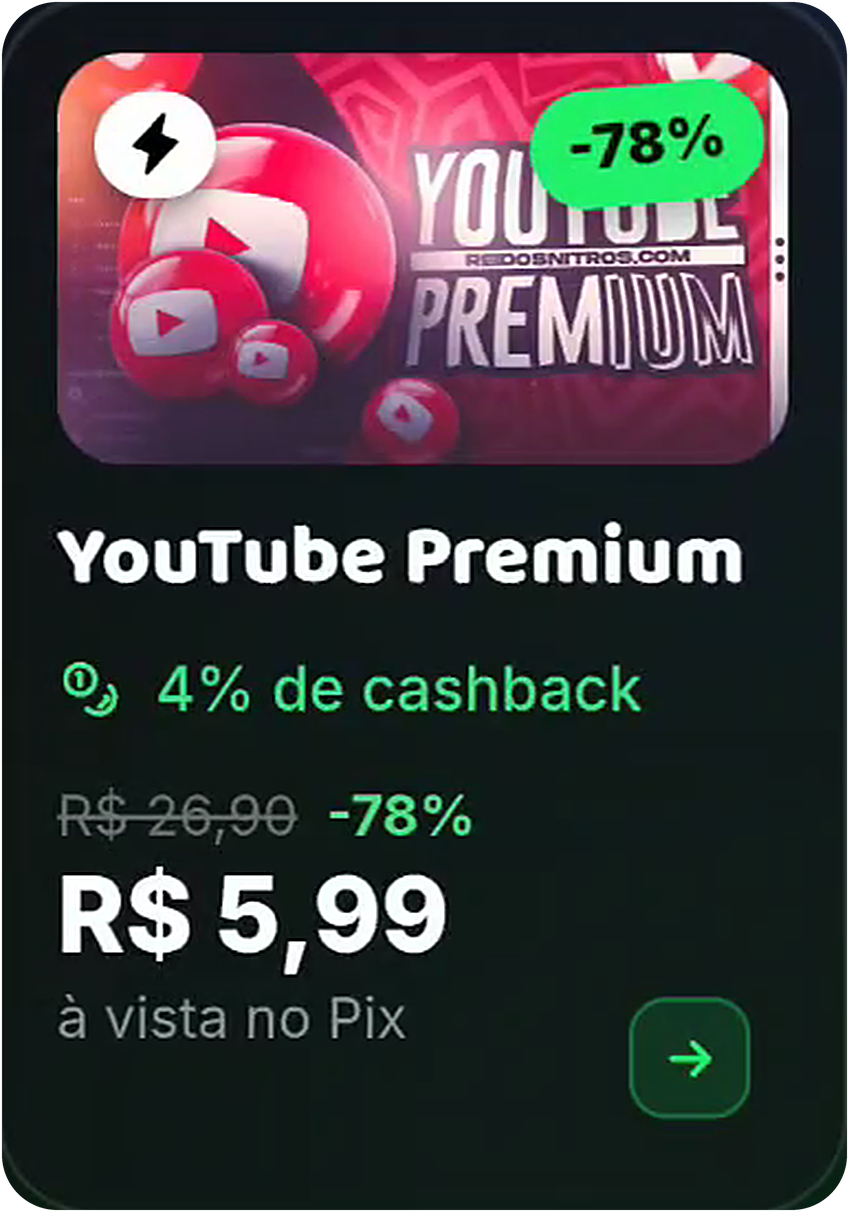 -78%
YOUTUBE
REIDOSNITROS.COM
PREMIUM
YouTube Premium
4% de cashback
R$ 26,90 -78%
R$ 5,99
à vista no Pix